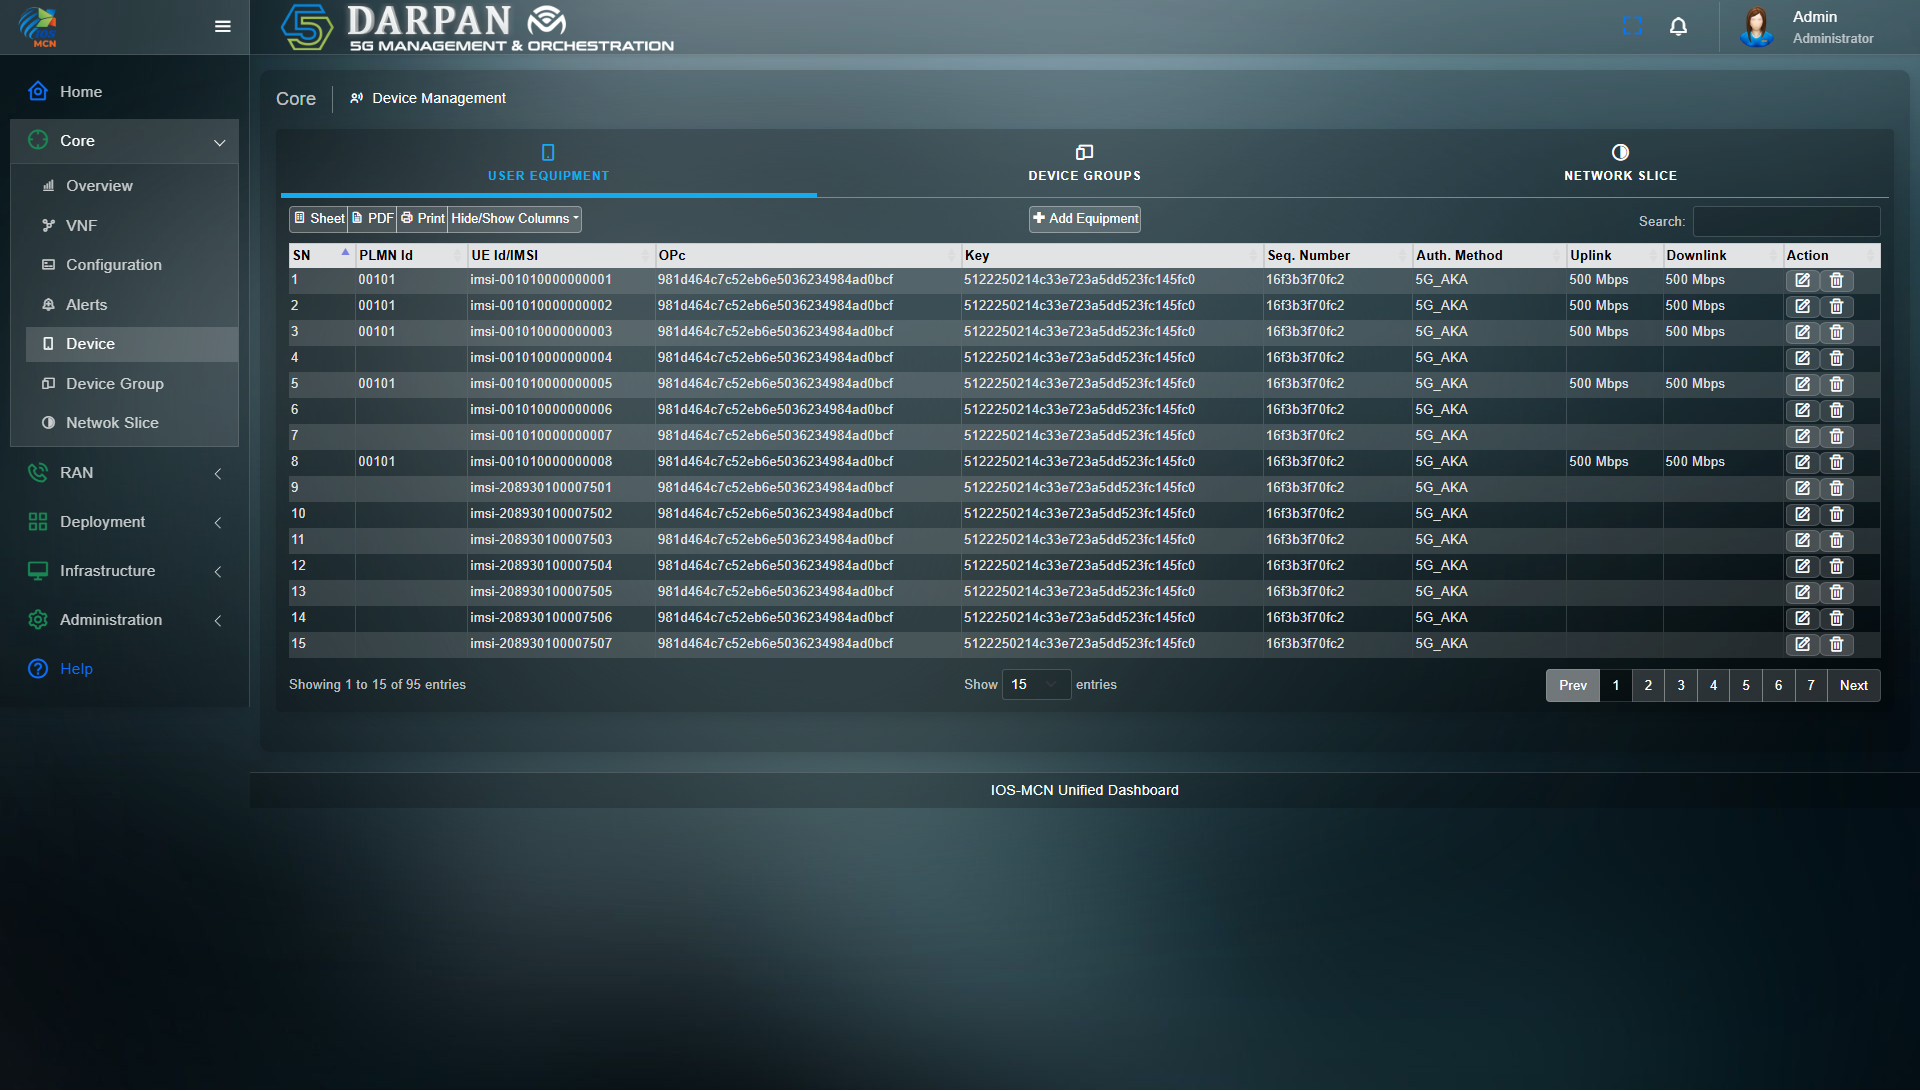 IOS
MCN
DARPAN
5G MANAGEMENT & ORCHESTRATION
Admin
Administrator
Home
Core
Overview
VNF
Configuration
Alerts
Device
Device Group
Netwok Slice
RAN
Deployment
Infrastructure
Administration
Help
Core Device Management
USER EQUIPMENT DEVICE GROUPS NETWORK SLICE
Sheet PDF Print Hide/Show Columns Add Equipment Search:
SN PLMN Id UE Id/IMSI OPc Key Seq. Number Auth. Method Uplink Downlink Action
1 00101 imsi-001010000000001 981d464c7c52eb6e5036234984ad0bcf 5122250214c33e723a5dd523fc145fc0 16f3b3f70fc2 5G_AKA 500 Mbps 500 Mbps
2 00101 imsi-001010000000002 981d464c7c52eb6e5036234984ad0bcf 5122250214c33e723a5dd523fc145fc0 16f3b3f70fc2 5G_AKA 500 Mbps 500 Mbps
3 00101 imsi-001010000000003 981d464c7c52eb6e5036234984ad0bcf 5122250214c33e723a5dd523fc145fc0 16f3b3f70fc2 5G_AKA 500 Mbps 500 Mbps
4 imsi-001010000000004 981d464c7c52eb6e5036234984ad0bcf 5122250214c33e723a5dd523fc145fc0 16f3b3f70fc2 5G_AKA
5 00101 imsi-001010000000005 981d464c7c52eb6e5036234984ad0bcf 5122250214c33e723a5dd523fc145fc0 16f3b3f70fc2 5G_AKA 500 Mbps 500 Mbps
6 imsi-001010000000006 981d464c7c52eb6e5036234984ad0bcf 5122250214c33e723a5dd523fc145fc0 16f3b3f70fc2 5G_AKA
7 imsi-001010000000007 981d464c7c52eb6e5036234984ad0bcf 5122250214c33e723a5dd523fc145fc0 16f3b3f70fc2 5G_AKA
8 00101 imsi-001010000000008 981d464c7c52eb6e5036234984ad0bcf 5122250214c33e723a5dd523fc145fc0 16f3b3f70fc2 5G_AKA 500 Mbps 500 Mbps
9 imsi-208930100007501 981d464c7c52eb6e5036234984ad0bcf 5122250214c33e723a5dd523fc145fc0 16f3b3f70fc2 5G_AKA
10 imsi-208930100007502 981d464c7c52eb6e5036234984ad0bcf 5122250214c33e723a5dd523fc145fc0 16f3b3f70fc2 5G_AKA
11 imsi-208930100007503 981d464c7c52eb6e5036234984ad0bcf 5122250214c33e723a5dd523fc145fc0 16f3b3f70fc2 5G_AKA
12 imsi-208930100007504 981d464c7c52eb6e5036234984ad0bcf 5122250214c33e723a5dd523fc145fc0 16f3b3f70fc2 5G_AKA
13 imsi-208930100007505 981d464c7c52eb6e5036234984ad0bcf 5122250214c33e723a5dd523fc145fc0 16f3b3f70fc2 5G_AKA
14 imsi-208930100007506 981d464c7c52eb6e5036234984ad0bcf 5122250214c33e723a5dd523fc145fc0 16f3b3f70fc2 5G_AKA
15 imsi-208930100007507 981d464c7c52eb6e5036234984ad0bcf 5122250214c33e723a5dd523fc145fc0 16f3b3f70fc2 5G_AKA
Showing 1 to 15 of 95 entries Show 15 entries Prev 1 2 3 4 5 6 7 Next
IOS-MCN Unified Dashboard